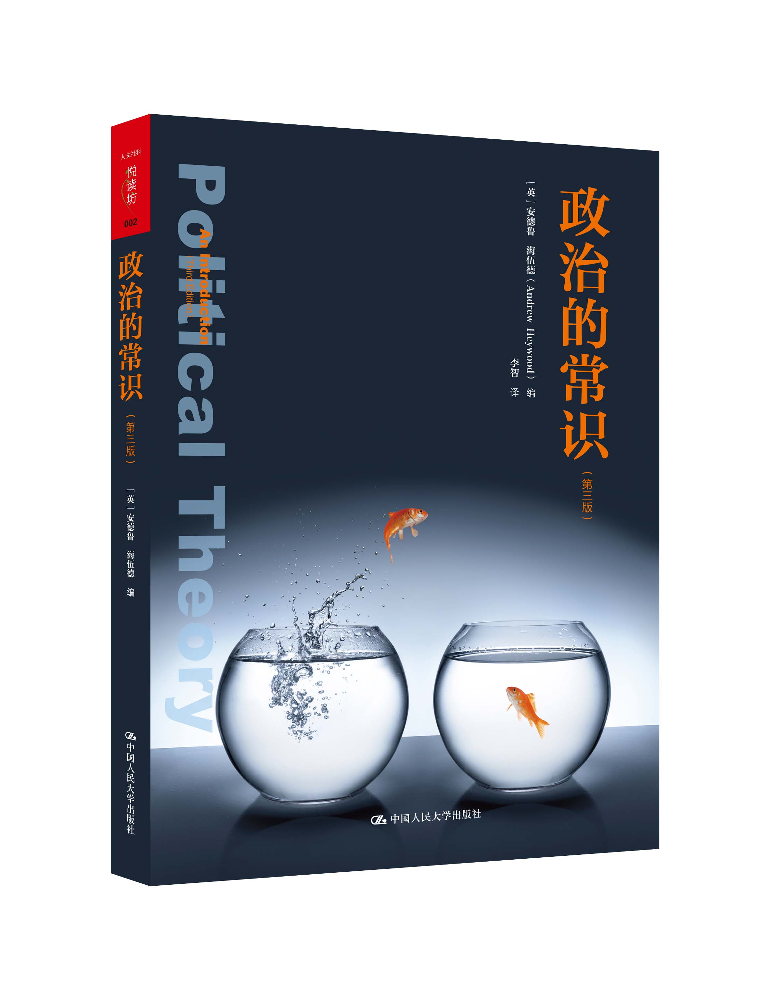 人文社科
悦读坊
002
政治的常识
（第三版）
［英］安德鲁 海伍德 编
中国人民大学出版社
Political Theory
An Introduction
（Third Edition）
政治的常识
（第三版）
［英］安德鲁 海伍德（Andrew Heywood） 编
李智 译
中国人民大学出版社